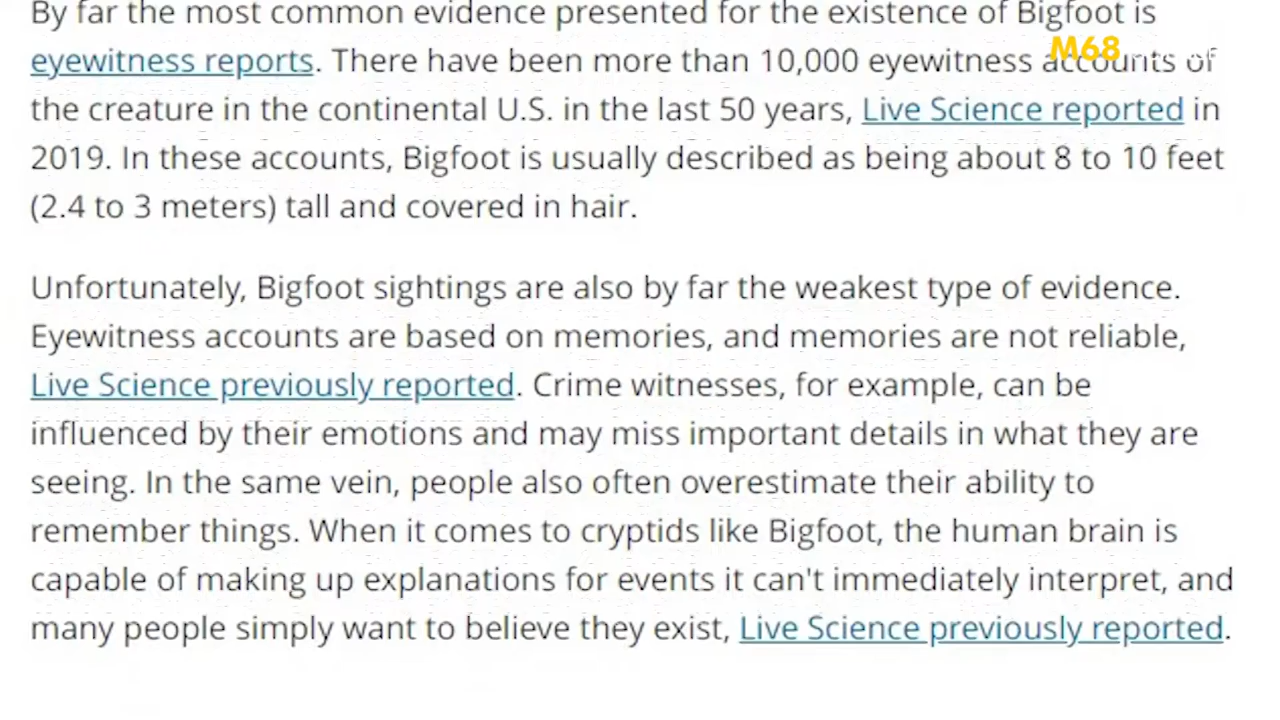 By far the most common evidence presented for the existence of Bigfoot is
eyewitness reports. There have been more than 10,000 eyewitness accounts of
M68
the creature in the continental U.S. in the last 50 years, Live Science reported in
2019. In these accounts, Bigfoot is usually described as being about 8 to 10 feet
(2.4 to 3 meters) tall and covered in hair.
Unfortunately, Bigfoot sightings are also by far the weakest type of evidence.
Eyewitness accounts are based on memories, and memories are not reliable,
Live Science previously reported. Crime witnesses, for example, can be
influenced by their emotions and may miss important details in what they are
seeing. In the same vein, people also often overestimate their ability to
remember things. When it comes to cryptids like Bigfoot, the human brain is
capable of making up explanations for events it can't immediately interpret, and
many people simply want to believe they exist, Live Science previously reported.